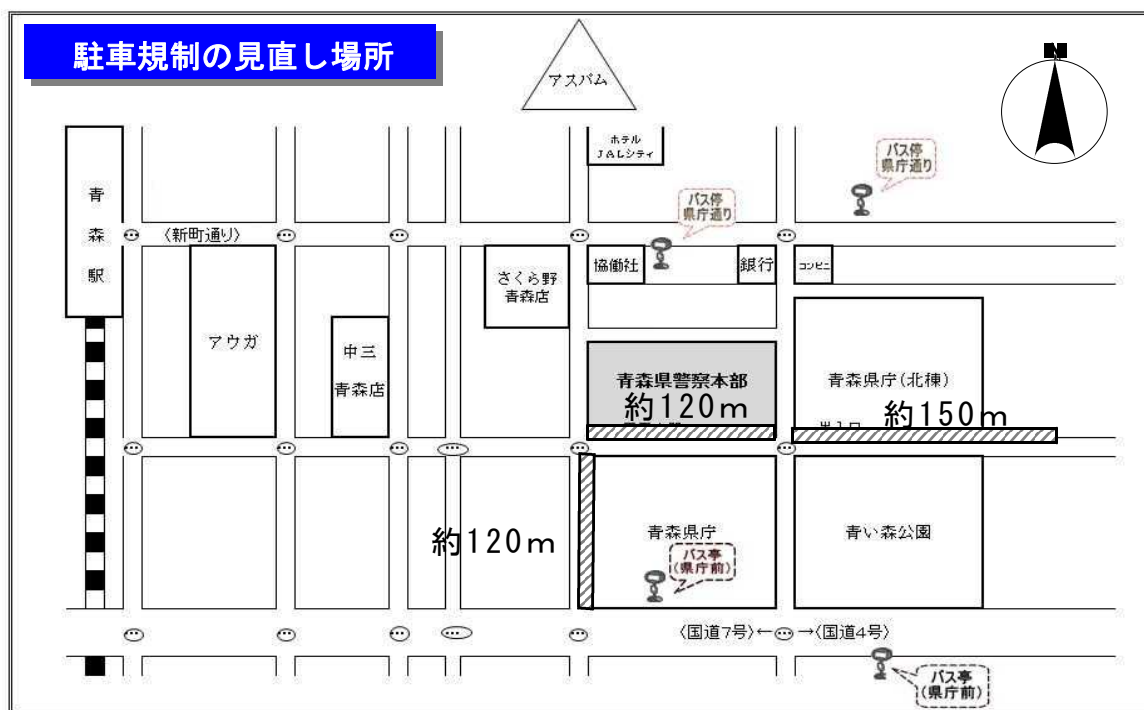 駐車規制の見直し場所
アスパム
N
ホテル
JALシティ
バス停
県庁通り
バス停
県庁通り
青
森
駅
〈新町通り〉
さくら野
青森店
協働社
銀行
コンビニ
アウガ
中三
青森店
青森県警察本部
約120m
青森県庁(北棟)
約150m
出入口
約120m
青森県庁
バス亭
(県庁前)
青い森公園
〈国道7号〉←→〈国道4号〉
バス亭
(県庁前)